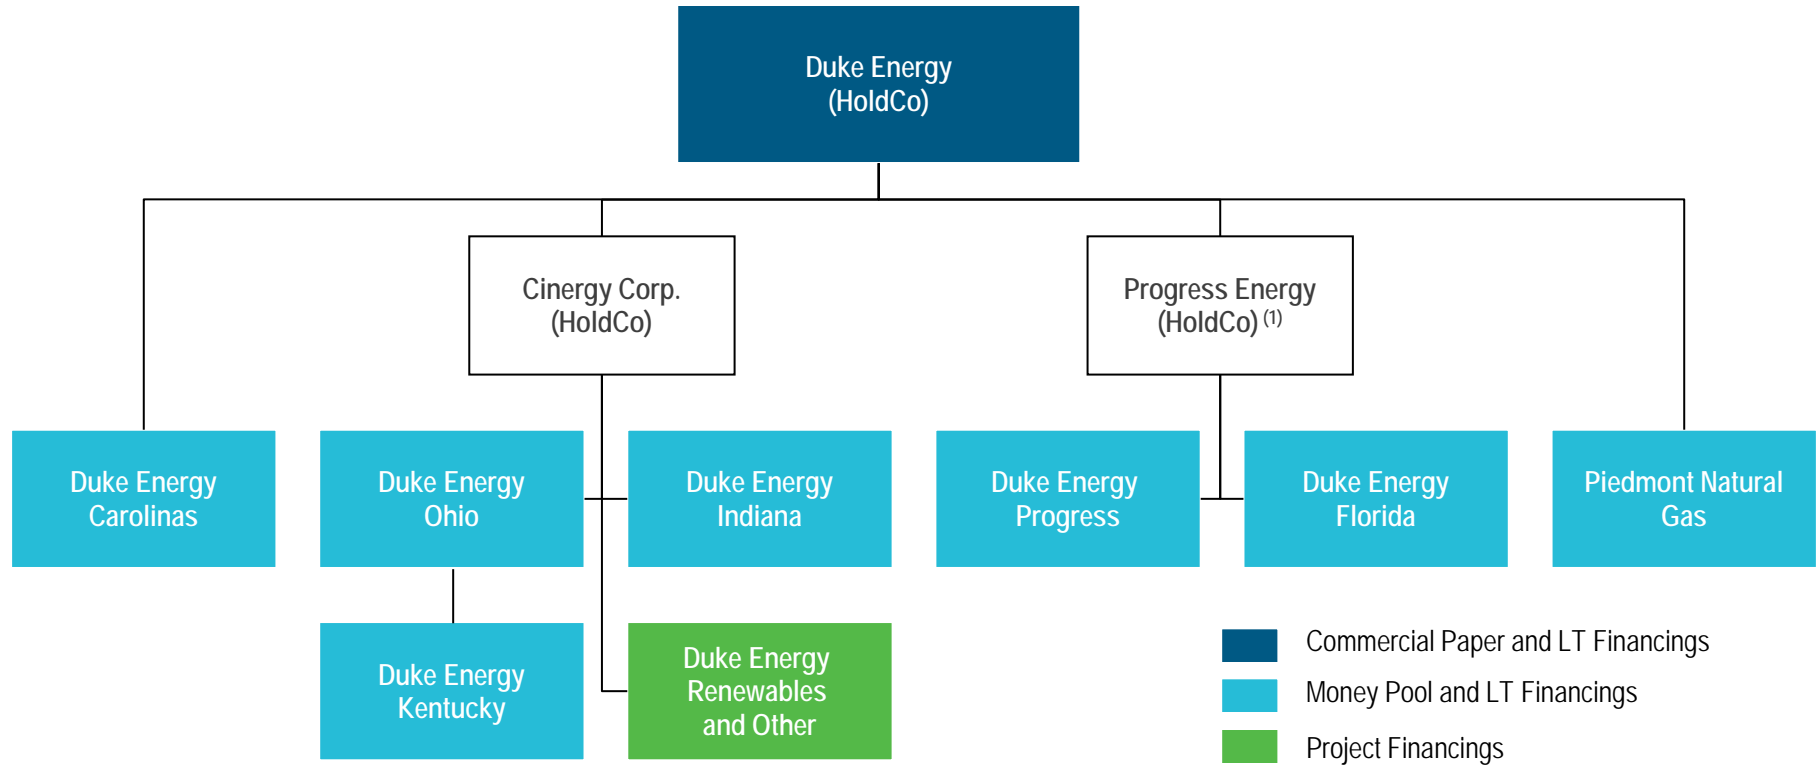 Duke Energy
(HoldCo)
Cinergy Corp.
(HoldCo)
Progress Energy
(HoldCo) (1)
Duke Energy
Carolinas
Duke Energy
Ohio
Duke Energy
Indiana
Duke Energy
Progress
Duke Energy
Florida
Piedmont Natural
Gas
Duke Energy
Kentucky
Duke Energy
Renewables
and Other
Commercial Paper and LT Financings
Money Pool and LT Financings
Project Financings